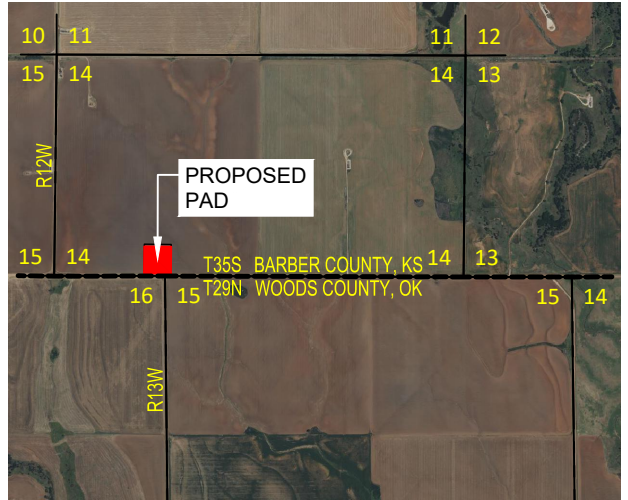 10 11 11 12
15 14 14 13
R12W
PROPOSED
PAD
15 14 T35S BARBER COUNTY, KS 14 13
16 15 T29N WOODS COUNTY, OK 15 14
R13W